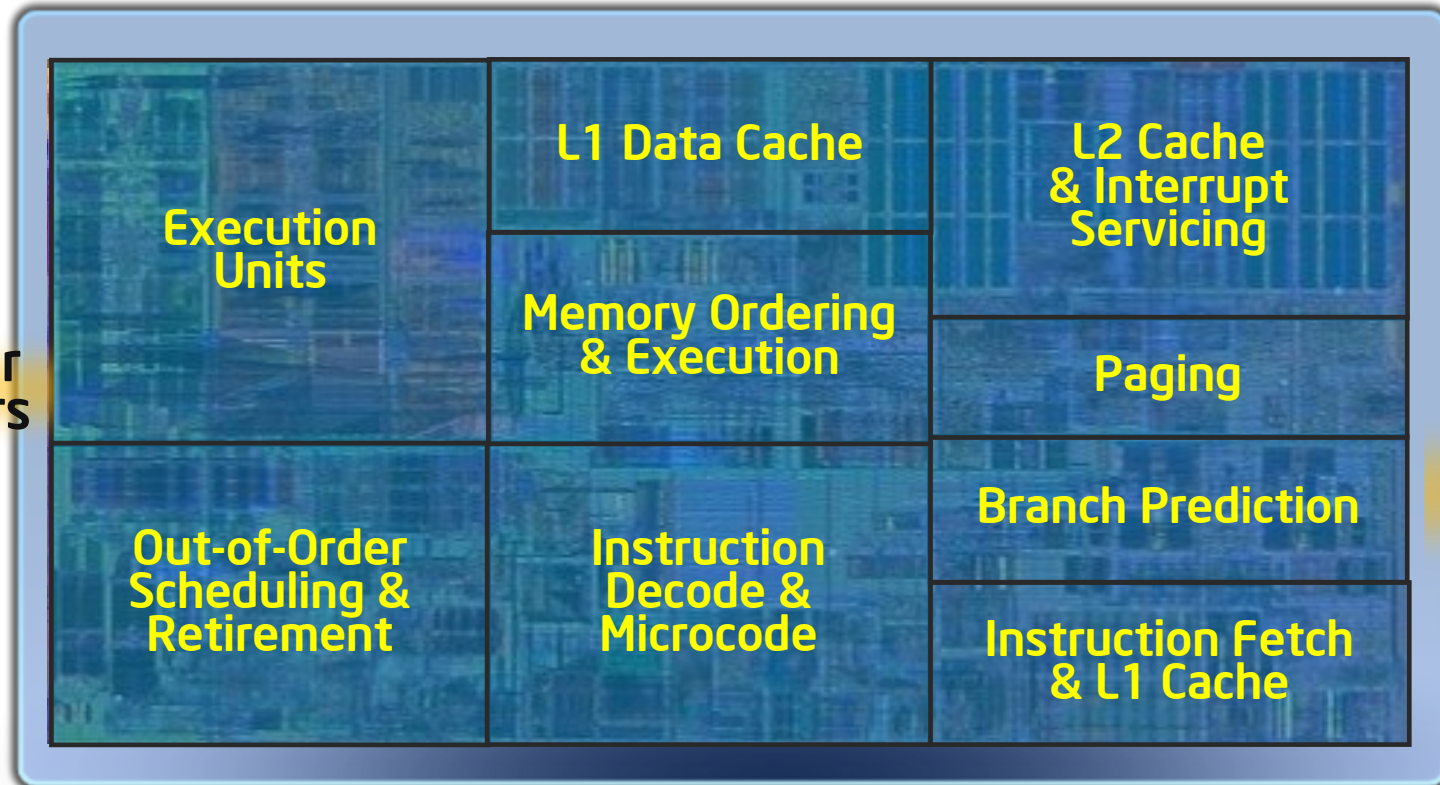 Execution
Units
L1 Data Cache
L2 Cache
& Interrupt
Servicing
Memory Ordering
& Execution
Paging
Branch Prediction
Out-of-Order
Scheduling &
Retirement
Instruction
Decode &
Microcode
Instruction Fetch
& L1 Cache